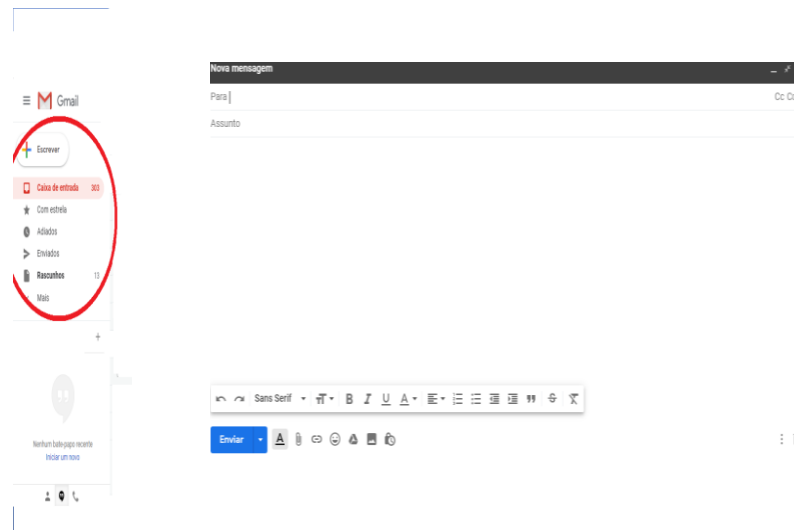 Gmail
Escrever
Caixa de entrada 303
Com estrela
Adiados
Enviados
Rascunhos 13
Mais
Nenhum bate-papo recente
Iniciar um novo
Nova mensagem
Para
Cc
Assunto
Sans Serif
B I U A
Enviar A